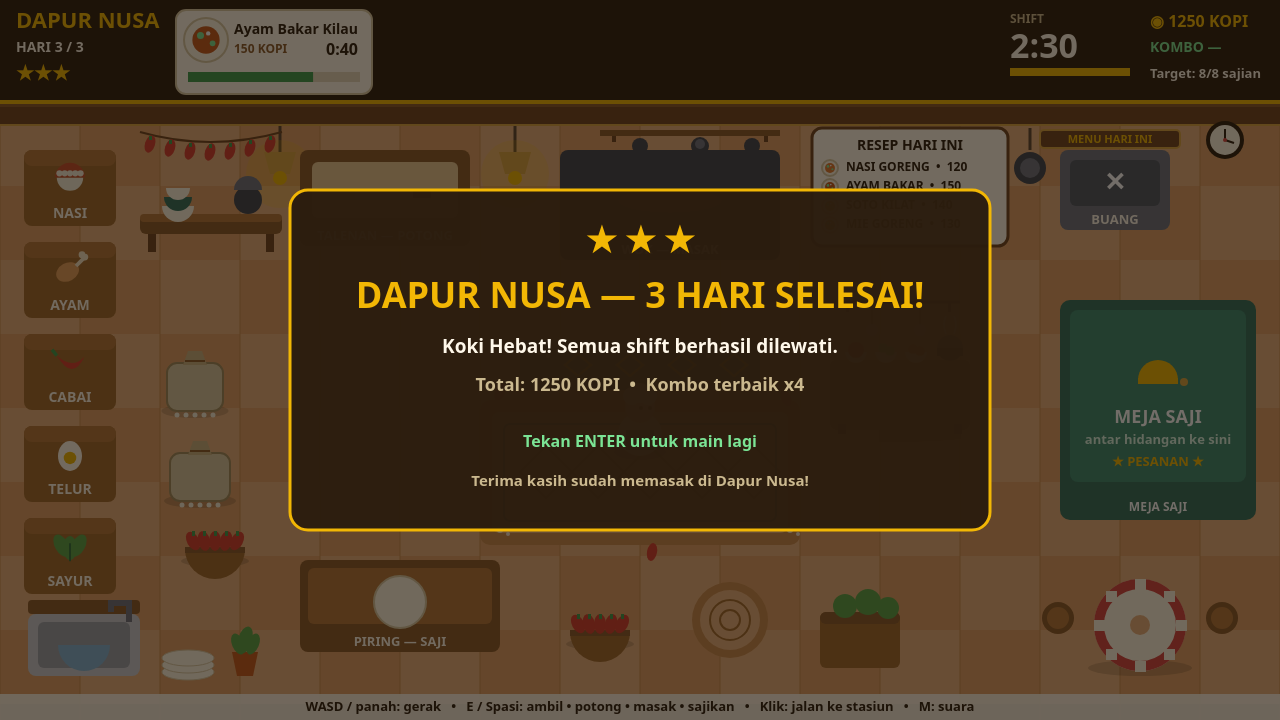 DAPUR NUSA
HARI 3 / 3
★★★
Ayam Bakar Kilau
150 KOPI
0:40
SHIFT
2:30
◉ 1250 KOPI
KOMBO —
Target: 8/8 sajian
RESEP HARI INI
NASI GORENG • 120
AYAM BAKAR • 150
MENU HARI INI
BUANG
NASI
AYAM
CABAI
TELUR
SAYUR
★ ★ ★
DAPUR NUSA — 3 HARI SELESAI!
Koki Hebat! Semua shift berhasil dilewati.
Total: 1250 KOPI • Kombo terbaik x4
Tekan ENTER untuk main lagi
Terima kasih sudah memasak di Dapur Nusa!
MEJA SAJI
antar hidangan ke sini
★ PESANAN ★
MEJA SAJI
PIRING — SAJI
WASD / panah: gerak • E / Spasi: ambil • potong • masak • sajikan • Klik: jalan ke stasiun • M: suara